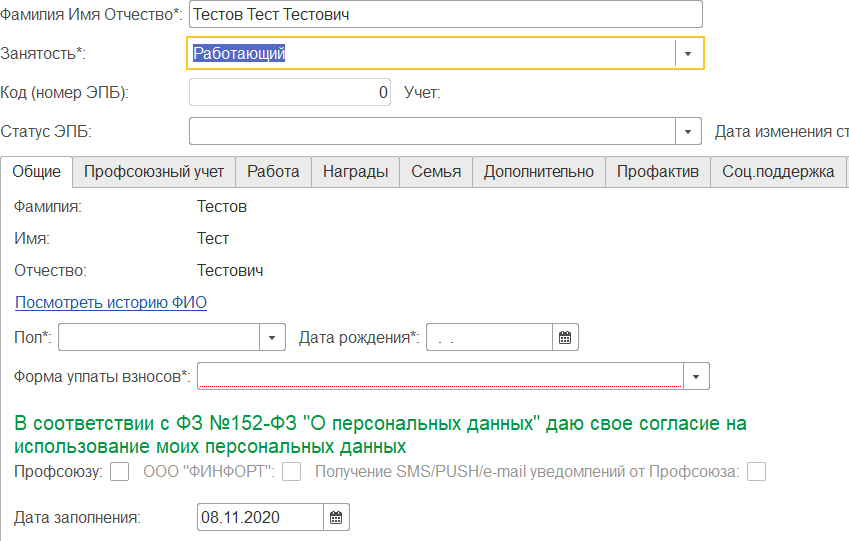 Фамилия Имя Отчество*: Тестов Тест Тестович
Занятость*: Работающий
Код (номер ЭПБ): 0 Учет:
Статус ЭПБ: Дата изменения ст
Общие Профсоюзный учет Работа Награды Семья Дополнительно Профактив Соц.поддержка
Фамилия: Тестов
Имя: Тест
Отчество: Тестович
Посмотреть историю ФИО
Пол*: Дата рождения*: . .
Форма уплаты взносов*:
В соответствии с ФЗ №152-ФЗ "О персональных данных" даю свое согласие на
использование моих персональных данных
Профсоюзу: ООО "ФИНФОРТ": Получение SMS/PUSH/e-mail уведомлений от Профсоюза:
Дата заполнения: 08.11.2020